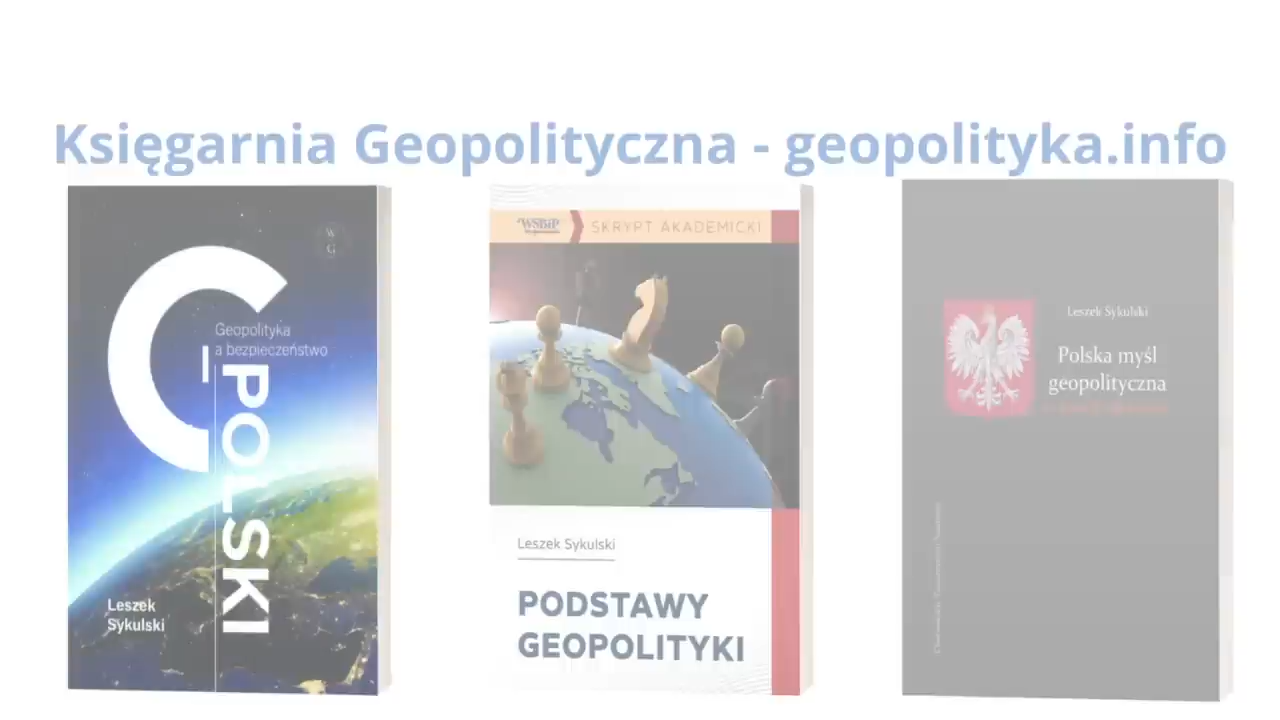 Księgarnia Geopolityczna - geopolityka.info
W
G
Geopolityka
a bezpieczeństwo
POLSKI
Leszek
Sykulski
WSBiP
SKRYPT AKADEMICKI
Leszek Sykulski
PODSTAWY
GEOPOLITYKI
Leszek Sykulski
Polska myśl
geopolityczna